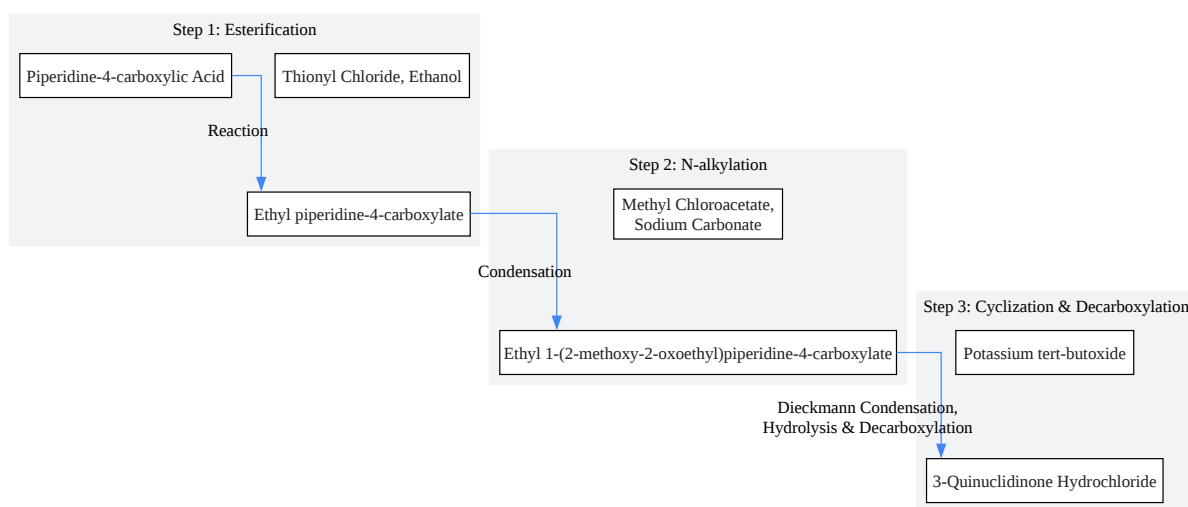 Step 1: Esterification
Piperidine-4-carboxylic Acid
Thionyl Chloride, Ethanol
Reaction
Ethyl piperidine-4-carboxylate
Step 2: N-alkylation
Methyl Chloroacetate,
Sodium Carbonate
Condensation
Ethyl 1-(2-methoxy-2-oxoethyl)piperidine-4-carboxylate
Step 3: Cyclization & Decarboxylation
Potassium tert-butoxide
Dieckmann Condensation,
Hydrolysis & Decarboxylation
3-Quinuclidinone Hydrochloride